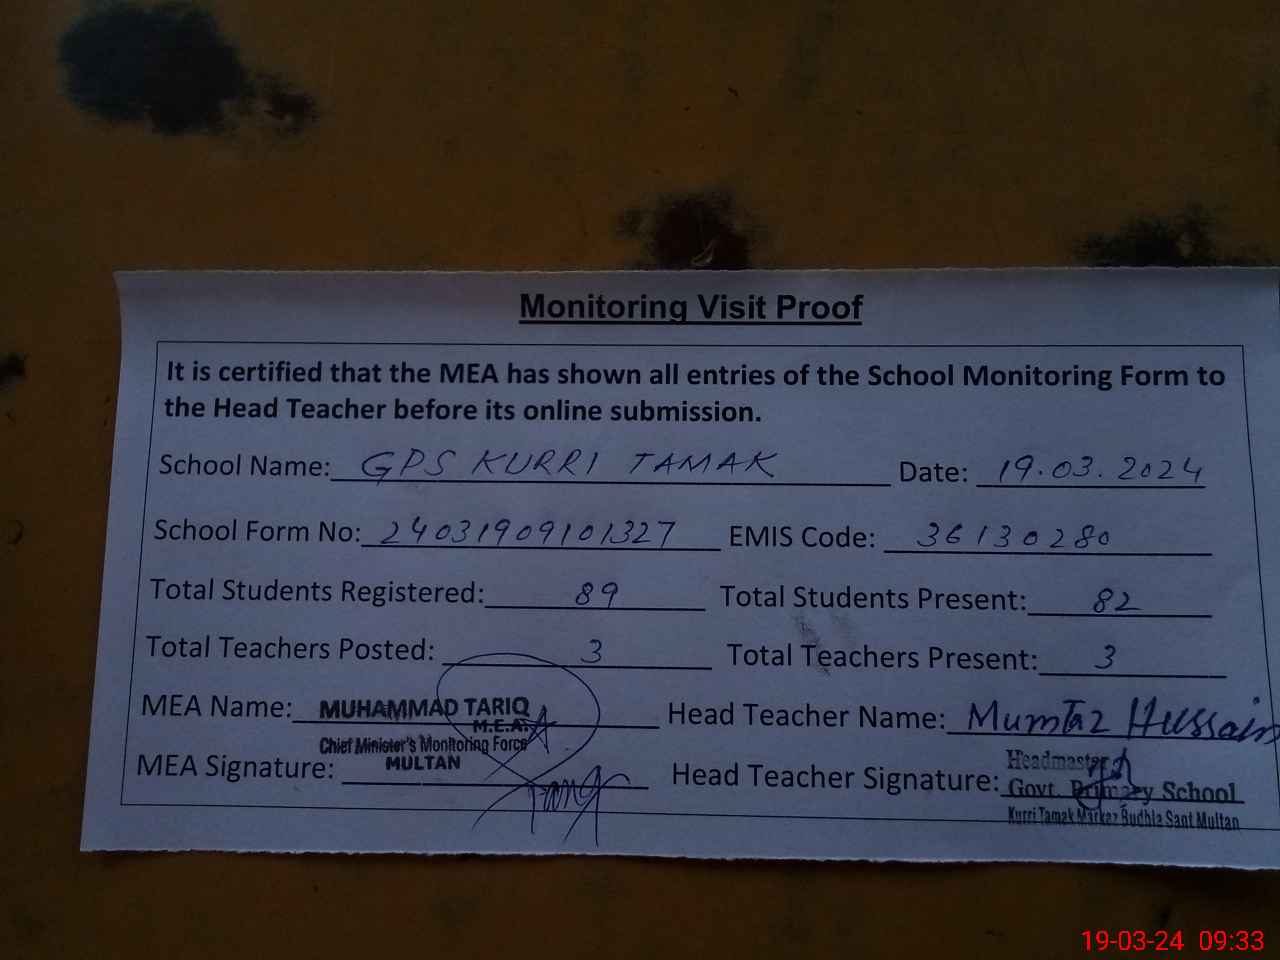 Monitoring Visit Proof
It is certified that the MEA has shown all entries of the School Monitoring Form to
the Head Teacher before its online submission.
School Name: GPS KURRI TAMAK Date: 19.03.2024
School Form No: 24031909101327 EMIS Code: 36130280
Total Students Registered: 89 Total Students Present: 82
Total Teachers Posted: 3 Total Teachers Present: 3
MEA Name: MUHAMMAD TARIQ Head Teacher Name: Mumtaz Hussain
M.E.A.
Chief Minister's Monitoring Force
MULTAN
MEA Signature: Head Teacher Signature:
Headmaster
Govt. Primary School
Kurri Tamak Markaz Budhla Sant Multan
19-03-24 09:33